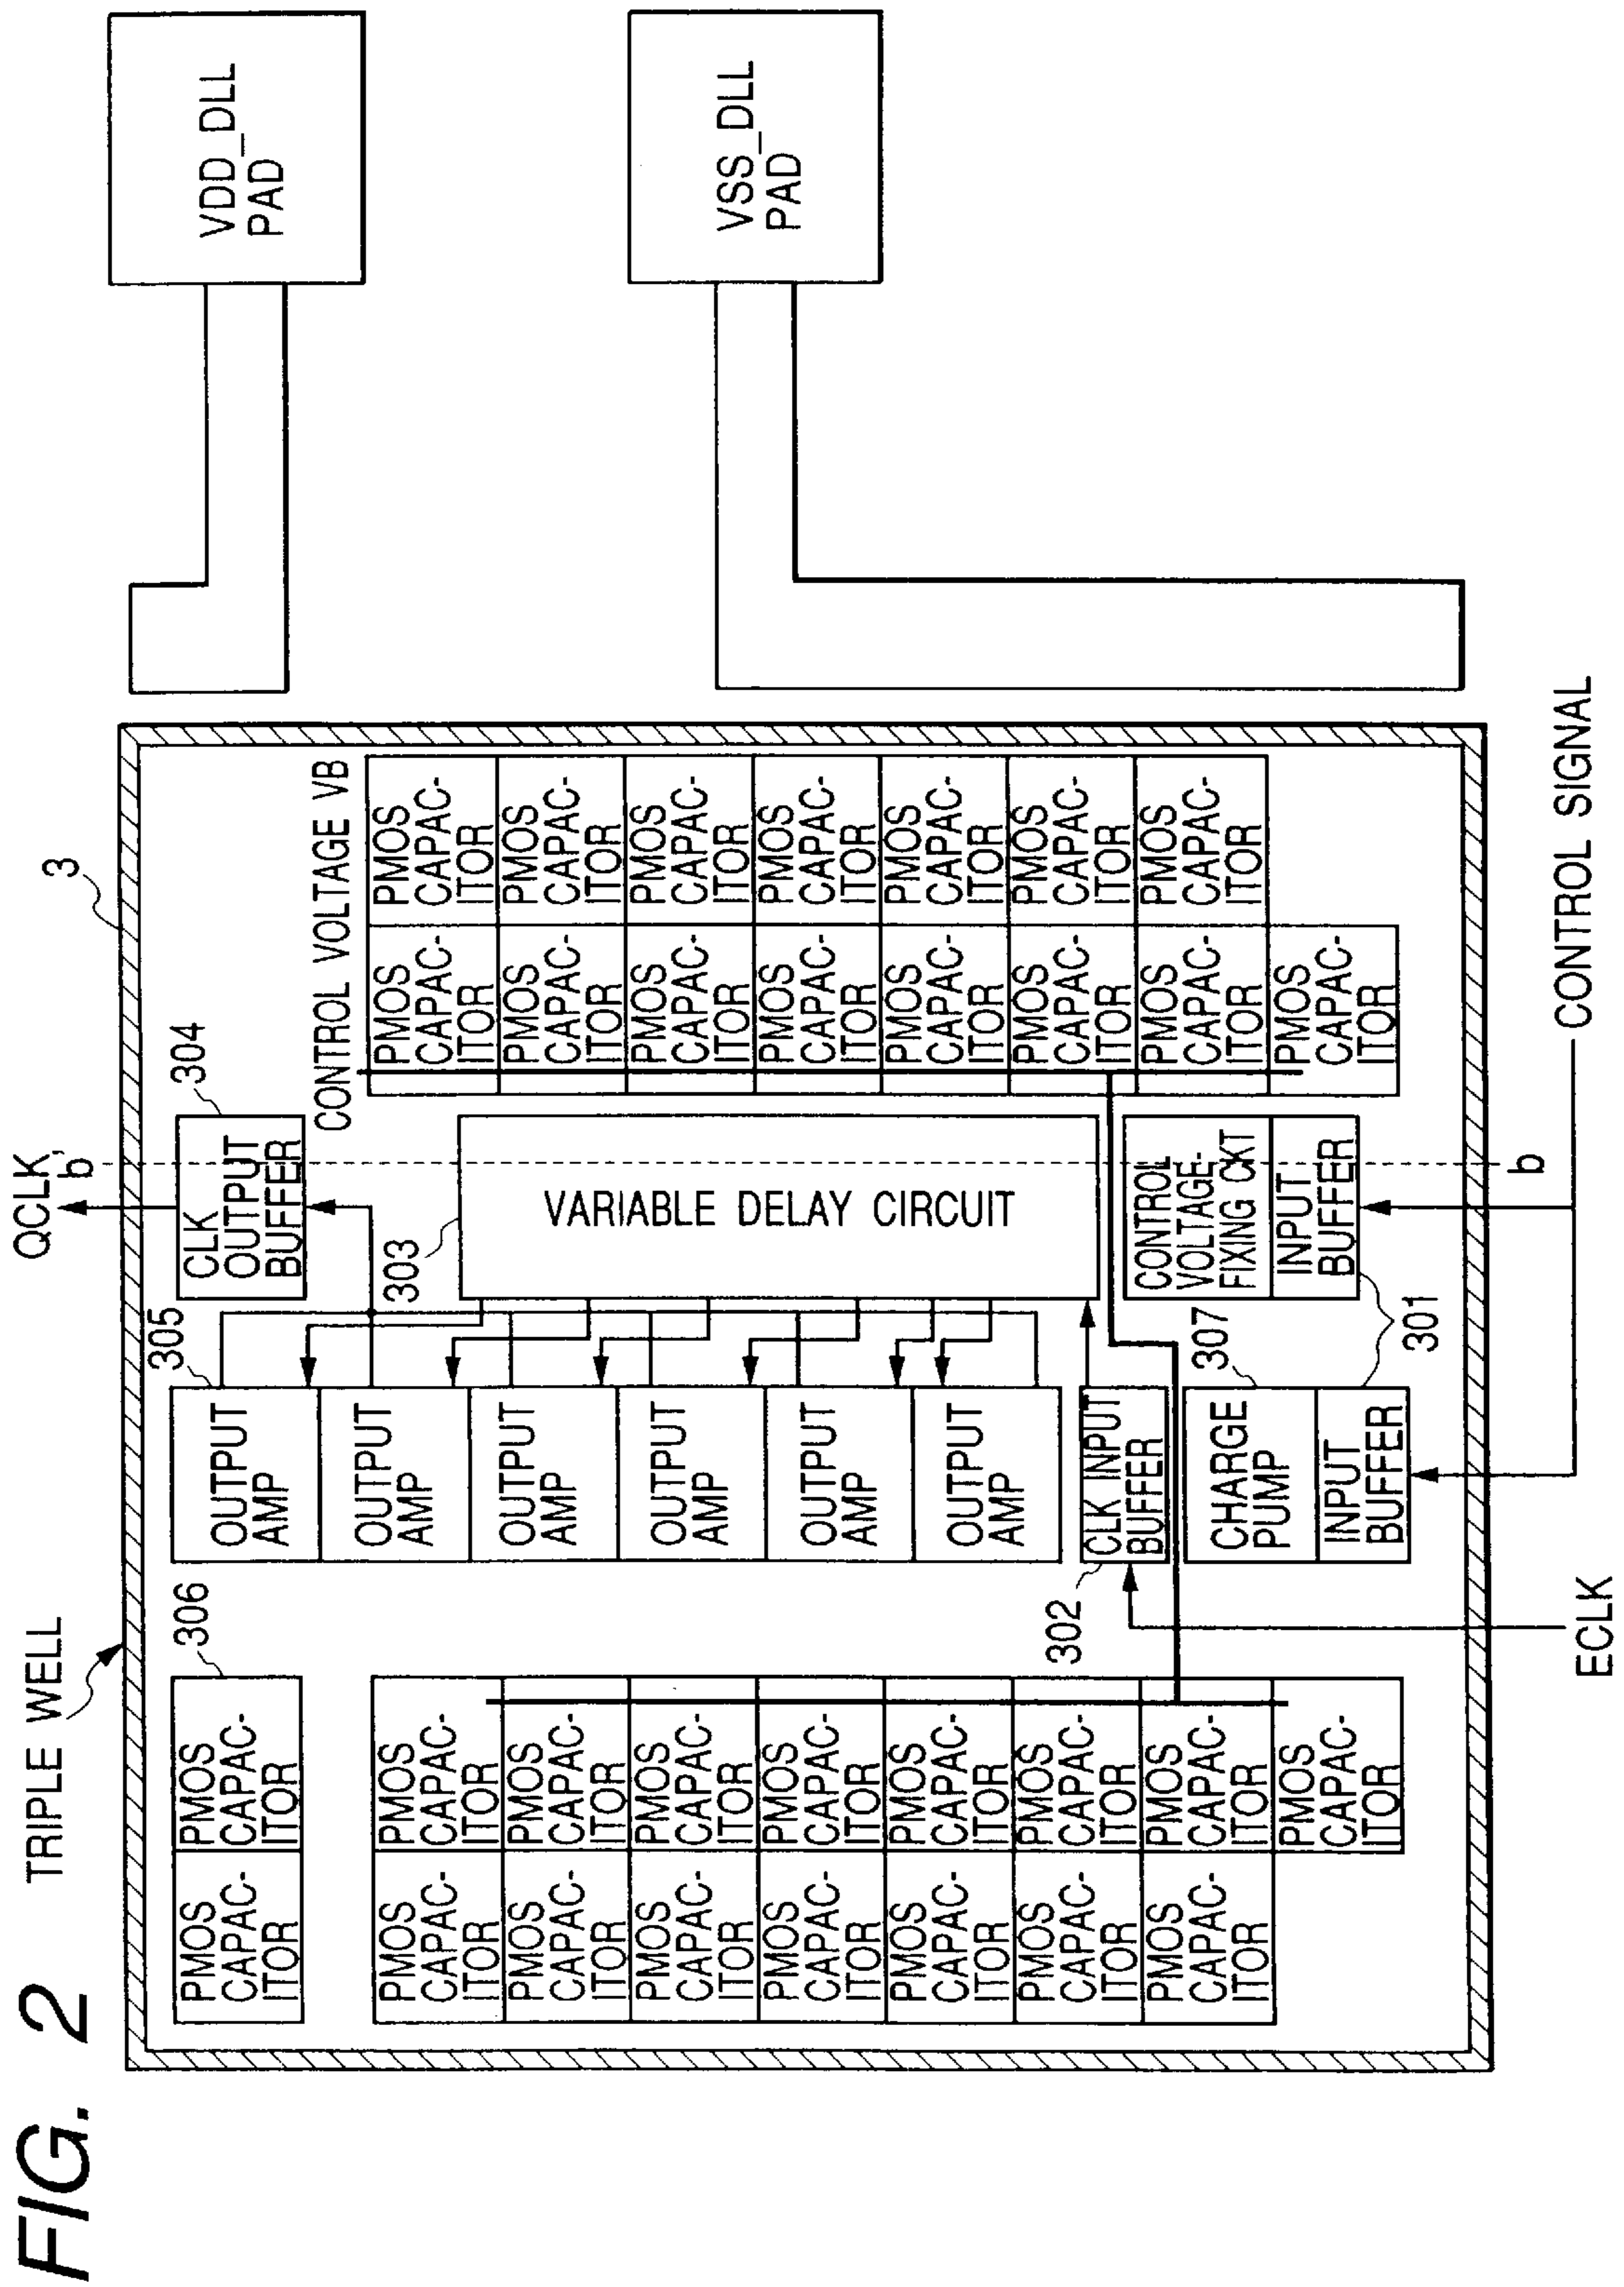 FIG. 2
TRIPLE WELL
QCLK
b'
3
PMOS
CAPAC-
ITOR
PMOS
CAPAC-
ITOR
306
PMOS
CAPAC-
ITOR
PMOS
CAPAC-
ITOR
PMOS
CAPAC-
ITOR
PMOS
CAPAC-
ITOR
PMOS
CAPAC-
ITOR
PMOS
CAPAC-
ITOR
PMOS
CAPAC-
ITOR
PMOS
CAPAC-
ITOR
PMOS
CAPAC-
ITOR
PMOS
CAPAC-
ITOR
PMOS
CAPAC-
ITOR
PMOS
CAPAC-
ITOR
PMOS
CAPAC-
ITOR
PMOS
CAPAC-
ITOR
PMOS
CAPAC-
ITOR
305
OUTPUT
AMP
OUTPUT
AMP
OUTPUT
AMP
OUTPUT
AMP
OUTPUT
AMP
OUTPUT
AMP
302
CLK INPUT
BUFFER
307
CHARGE
PUMP
INPUT
BUFFER
301
304
CLK
OUTPUT
BUFFER
303
VARIABLE DELAY CIRCUIT
CONTROL
VOLTAGE-
FIXING CKT
INPUT
BUFFER
b
CONTROL VOLTAGE VB
PMOS
CAPAC-
ITOR
PMOS
CAPAC-
ITOR
PMOS
CAPAC-
ITOR
PMOS
CAPAC-
ITOR
PMOS
CAPAC-
ITOR
PMOS
CAPAC-
ITOR
PMOS
CAPAC-
ITOR
PMOS
CAPAC-
ITOR
PMOS
CAPAC-
ITOR
PMOS
CAPAC-
ITOR
PMOS
CAPAC-
ITOR
PMOS
CAPAC-
ITOR
PMOS
CAPAC-
ITOR
PMOS
CAPAC-
ITOR
PMOS
CAPAC-
ITOR
VDD_DLL
PAD
VSS_DLL
PAD
ECLK
CONTROL SIGNAL